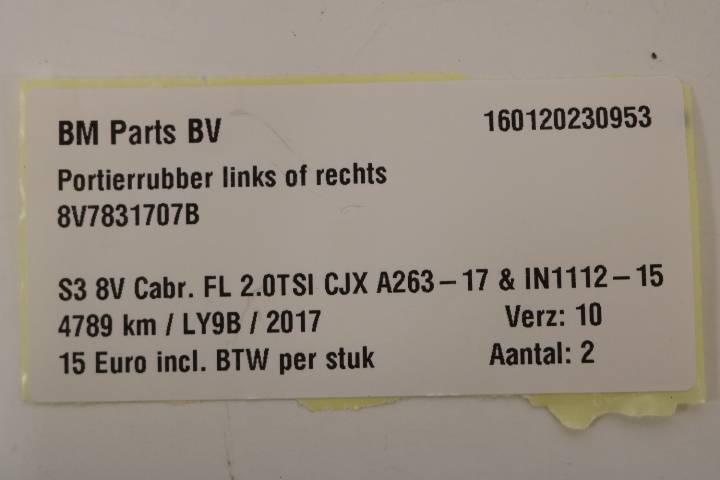 BM Parts BV 160120230953
Portierrubber links of rechts
8V7831707B
S3 8V Cabr. FL 2.0TSI CJX A263-17 & IN1112-15
4789 km / LY9B / 2017 Verz: 10
15 Euro incl. BTW per stuk Aantal: 2